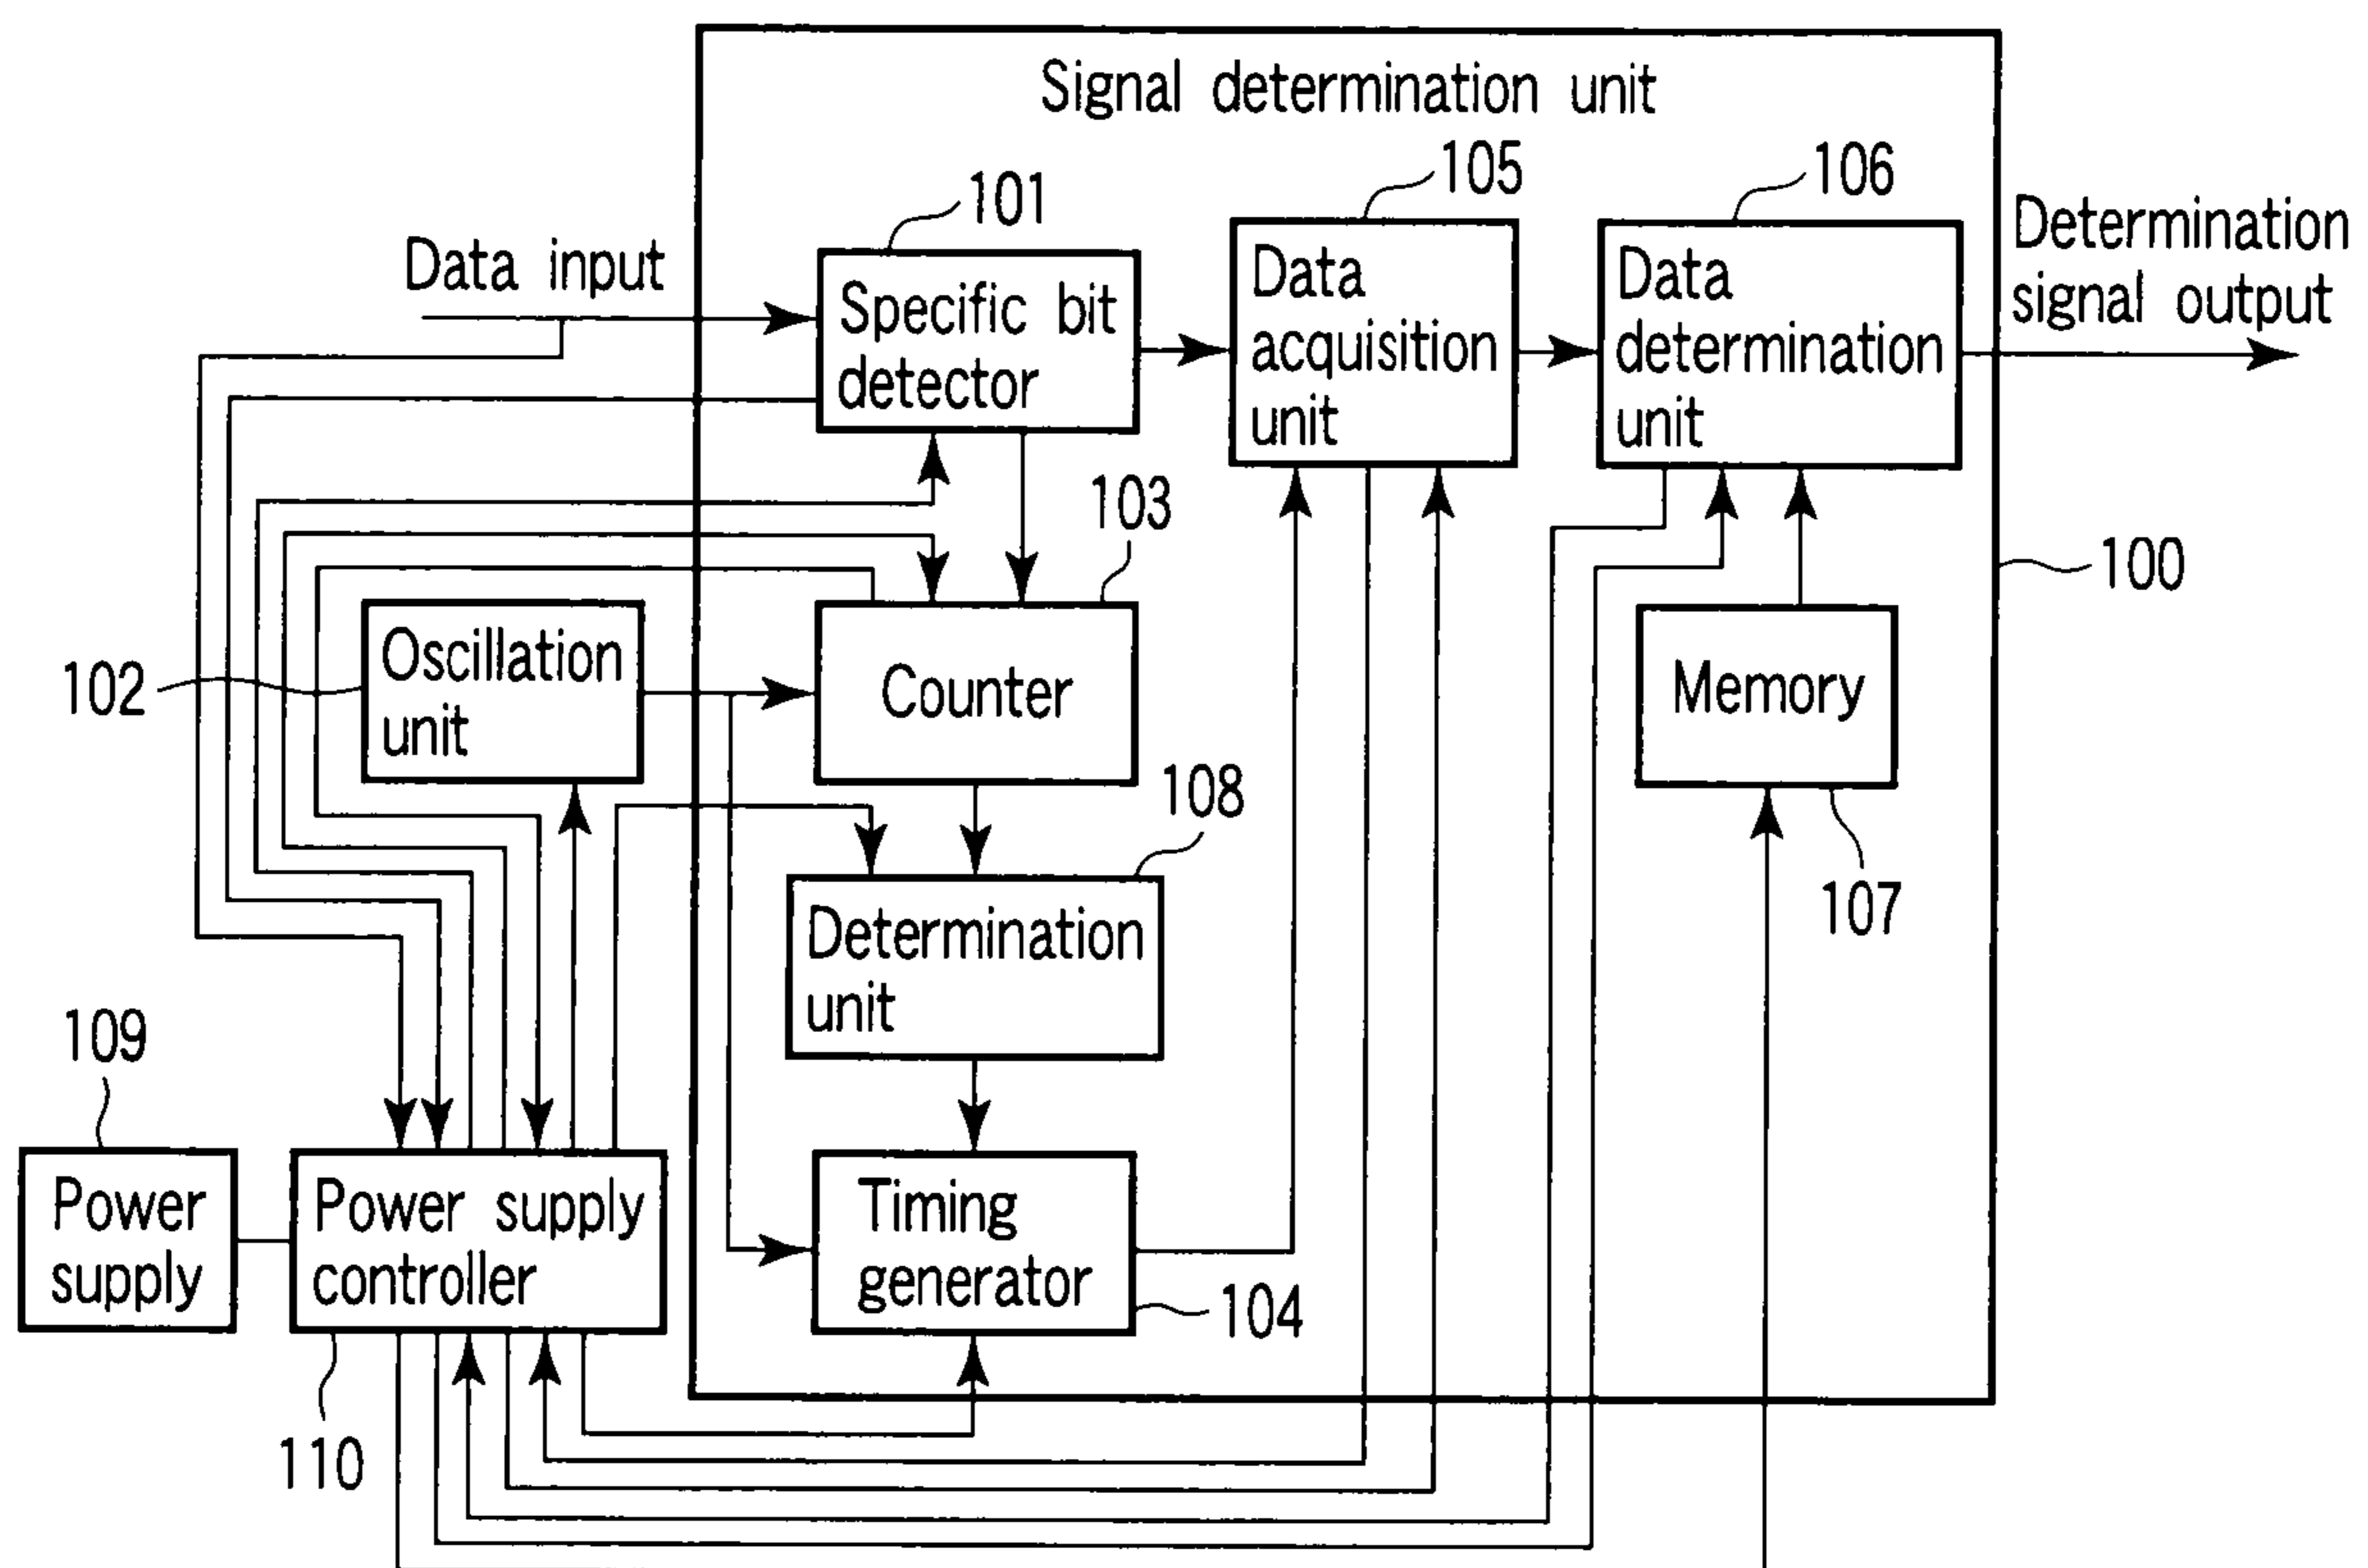 Signal determination unit
105
106
101
Determination
signal output
Data input
Specific bit
detector
Data
acquisition
unit
Data
determination
unit
103
100
102
Oscillation
unit
Counter
Memory
108
107
Determination
unit
109
Power
supply
Power supply
controller
Timing
generator
104
110